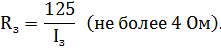 Rз = 125 / Iз (не более 4 Ом).